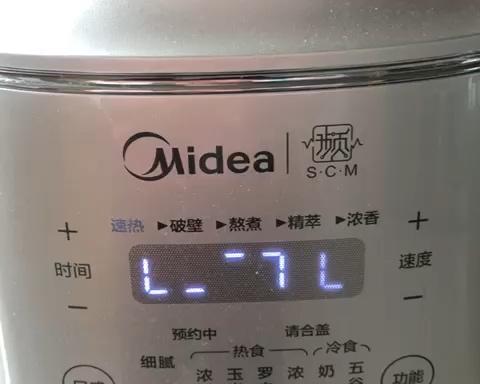 Midea
S·C·M
速热 ▶破壁 ▶熬煮 ▶精萃 ▶浓香
+ +
时间 速度
- -
预约中 请合盖
细腻 热食 冷食
浓 玉 罗 浓 奶 五
功能